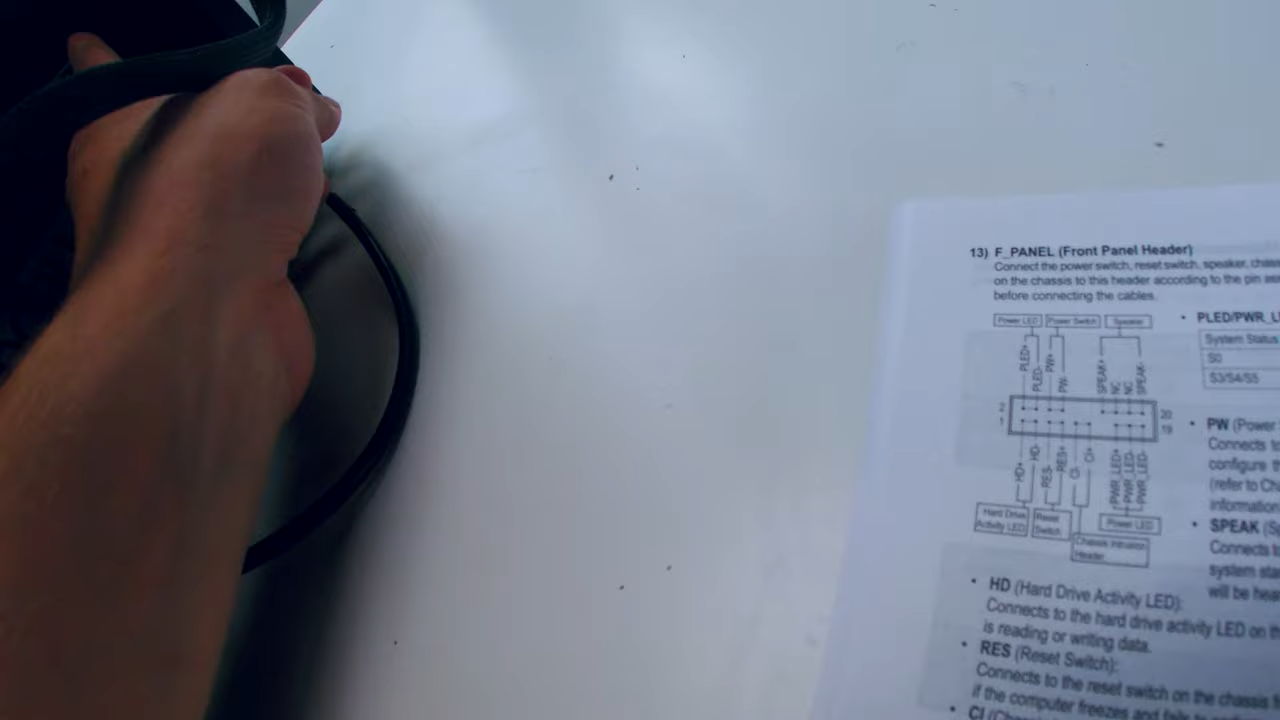 13) F_PANEL (Front Panel Header)
Connect the power switch, reset switch, speaker,
on the chassis to this header according to the pin
before connecting the cables.
Power LED Power Switch Speaker
PLED+ PLED- PW+ PW- SPEAK+ NC NC SPEAK-
2 20
1 19
HD+ HD- RES- RES+ CI- CI+ PWR_LED+ PWR_LED- PWR_LED-
Hard Drive Activity LED
Reset Switch
Power LED
Chassis Intrusion Header
• HD (Hard Drive Activity LED):
Connects to the hard drive activity LED on
is reading or writing data.
• RES (Reset Switch):
Connects to the reset switch on the chassis
if the computer freezes and fails to
• CI
• PLED/PWR_
System Status
S0
S3/S4/S5
• PW (Power
Connects to
configure
(refer to
information
• SPEAK
Connects
system
will be